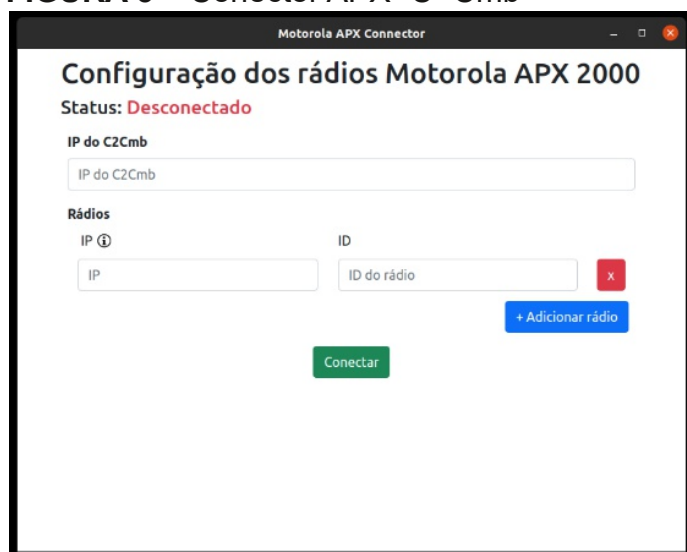 Motorola APX Connector
Configuração dos rádios Motorola APX 2000
Status: Desconectado
IP do C2Cmb
IP do C2Cmb
Rádios
IP ID
IP ID do rádio x
+ Adicionar rádio
Conectar